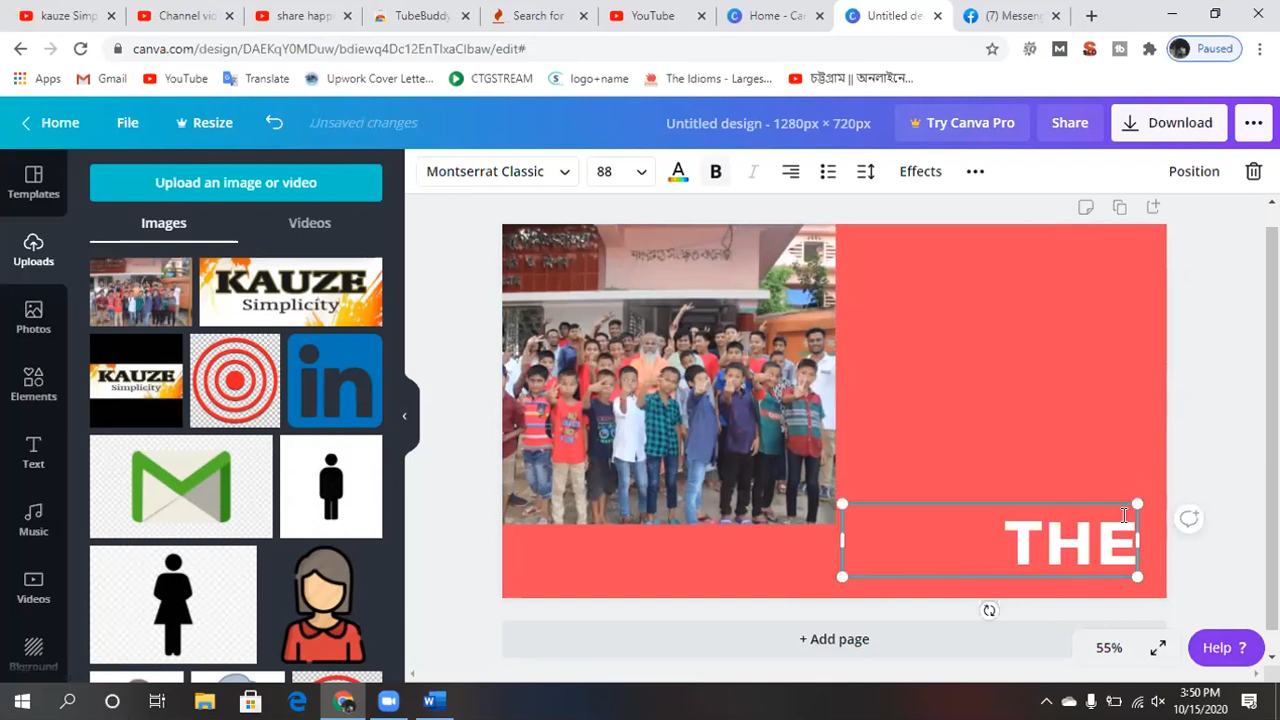 kauze Sim
Channel vi
share happ
TubeBuddy
Search for
YouTube
Home - Ca
Untitled de
(7) Messen
canva.com/design/DAEKqY0MDuw/bdiewq4Dc12EnTlxaCIbaw/edit#
Paused
Apps
Gmail
YouTube
Translate
Upwork Cover Lette...
CTGSTREAM
logo+name
The Idioms - Larges...
চট্টগ্রাম || অনলাইনে...
Home
File
Resize
Unsaved changes
Untitled design - 1280px × 720px
Try Canva Pro
Share
Download
Templates
Uploads
Photos
Elements
Text
Music
Videos
Bkground
Upload an image or video
Images
Videos
KAUZE
Simplicity
KAUZE
Simplicity
in
Montserrat Classic
88
A
B
I
Effects
Position
THE
+ Add page
55%
Help ?
3:50 PM
10/15/2020